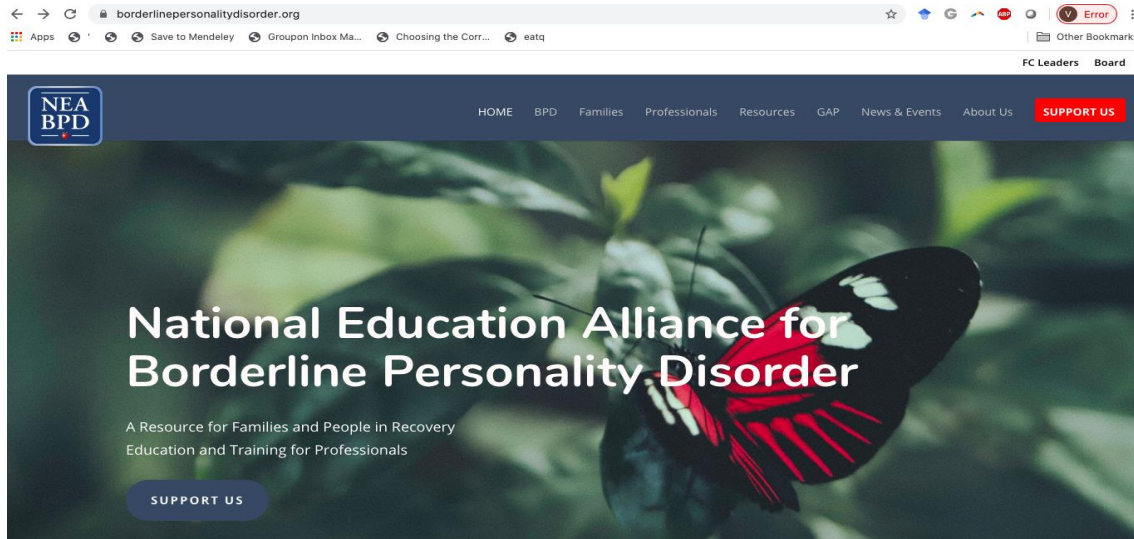 borderlinepersonalitydisorder.org
G
ABP
V Error
Apps
Save to Mendeley
Groupon Inbox Ma...
Choosing the Corr...
eatq
Other Bookmark
FC Leaders Board
NEA
BPD
HOME BPD Families Professionals Resources GAP News & Events About Us SUPPORT US
National Education Alliance for
Borderline Personality Disorder
A Resource for Families and People in Recovery
Education and Training for Professionals
SUPPORT US